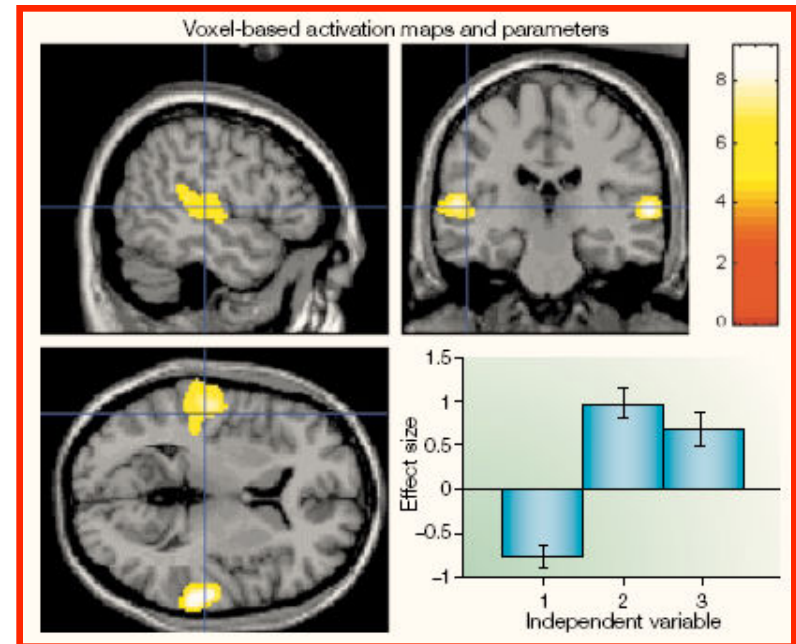 Voxel-based activation maps and parameters
8
6
4
2
0
1.5
1
0.5
0
–0.5
–1
Effect size
1 2 3
Independent variable